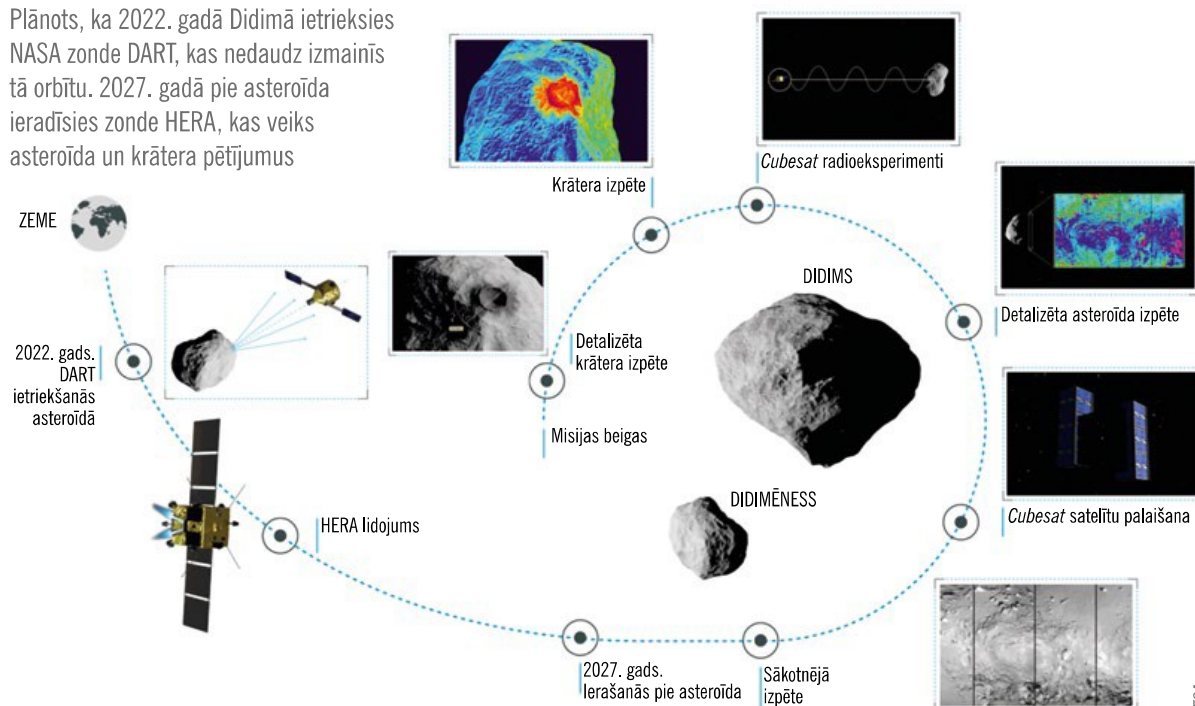 Plānots, ka 2022. gadā Didimā ietrieksies
NASA zonde DART, kas nedaudz izmainīs
tā orbītu. 2027. gadā pie asteroīda
ieradīsies zonde HERA, kas veiks
asteroīda un krātera pētījumus
ZEME
2022. gads.
DART
ietriekšanās
asteroīdā
HERA lidojums
2027. gads.
Ierašanās pie asteroīda
Sākotnējā
izpēte
Cubesat satelītu palaišana
Detalizēta asteroīda izpēte
Cubesat radioeksperimenti
Krātera izpēte
Detalizēta
krātera izpēte
Misijas beigas
DIDIMS
DIDIMĒNESS